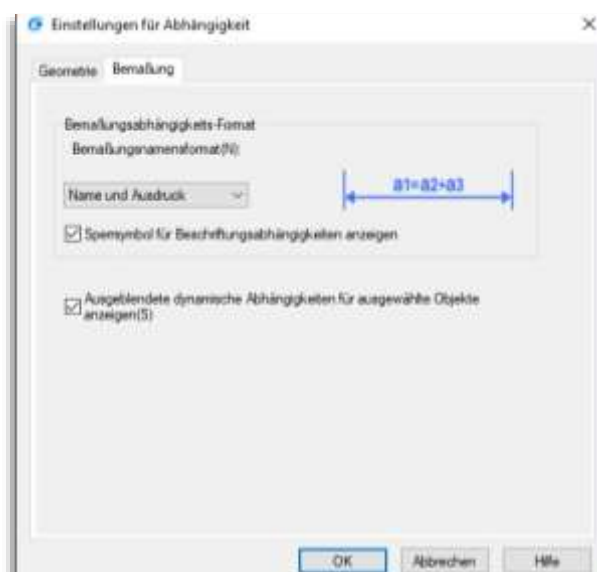 Einstellungen für Abhängigkeit
Geometrie Bemaßung
Bemaßungsabhängigkeits-Format
Bemaßungsnamensformat(N):
Name und Ausdruck
a1=a2+a3
Sperrsymbol für Beschriftungsabhängigkeiten anzeigen
Ausgeblendete dynamische Abhängigkeiten für ausgewählte Objekte
anzeigen(S)
OK Abbrechen Hilfe